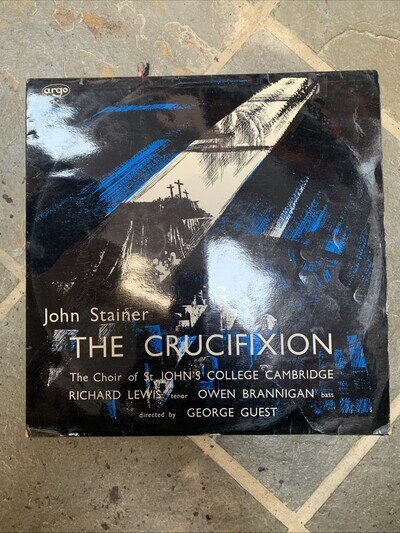 argo
John Stainer
THE CRUCIFIXION
The Choir of St JOHN'S COLLEGE CAMBRIDGE
RICHARD LEWIS tenor OWEN BRANNIGAN bass
directed by GEORGE GUEST